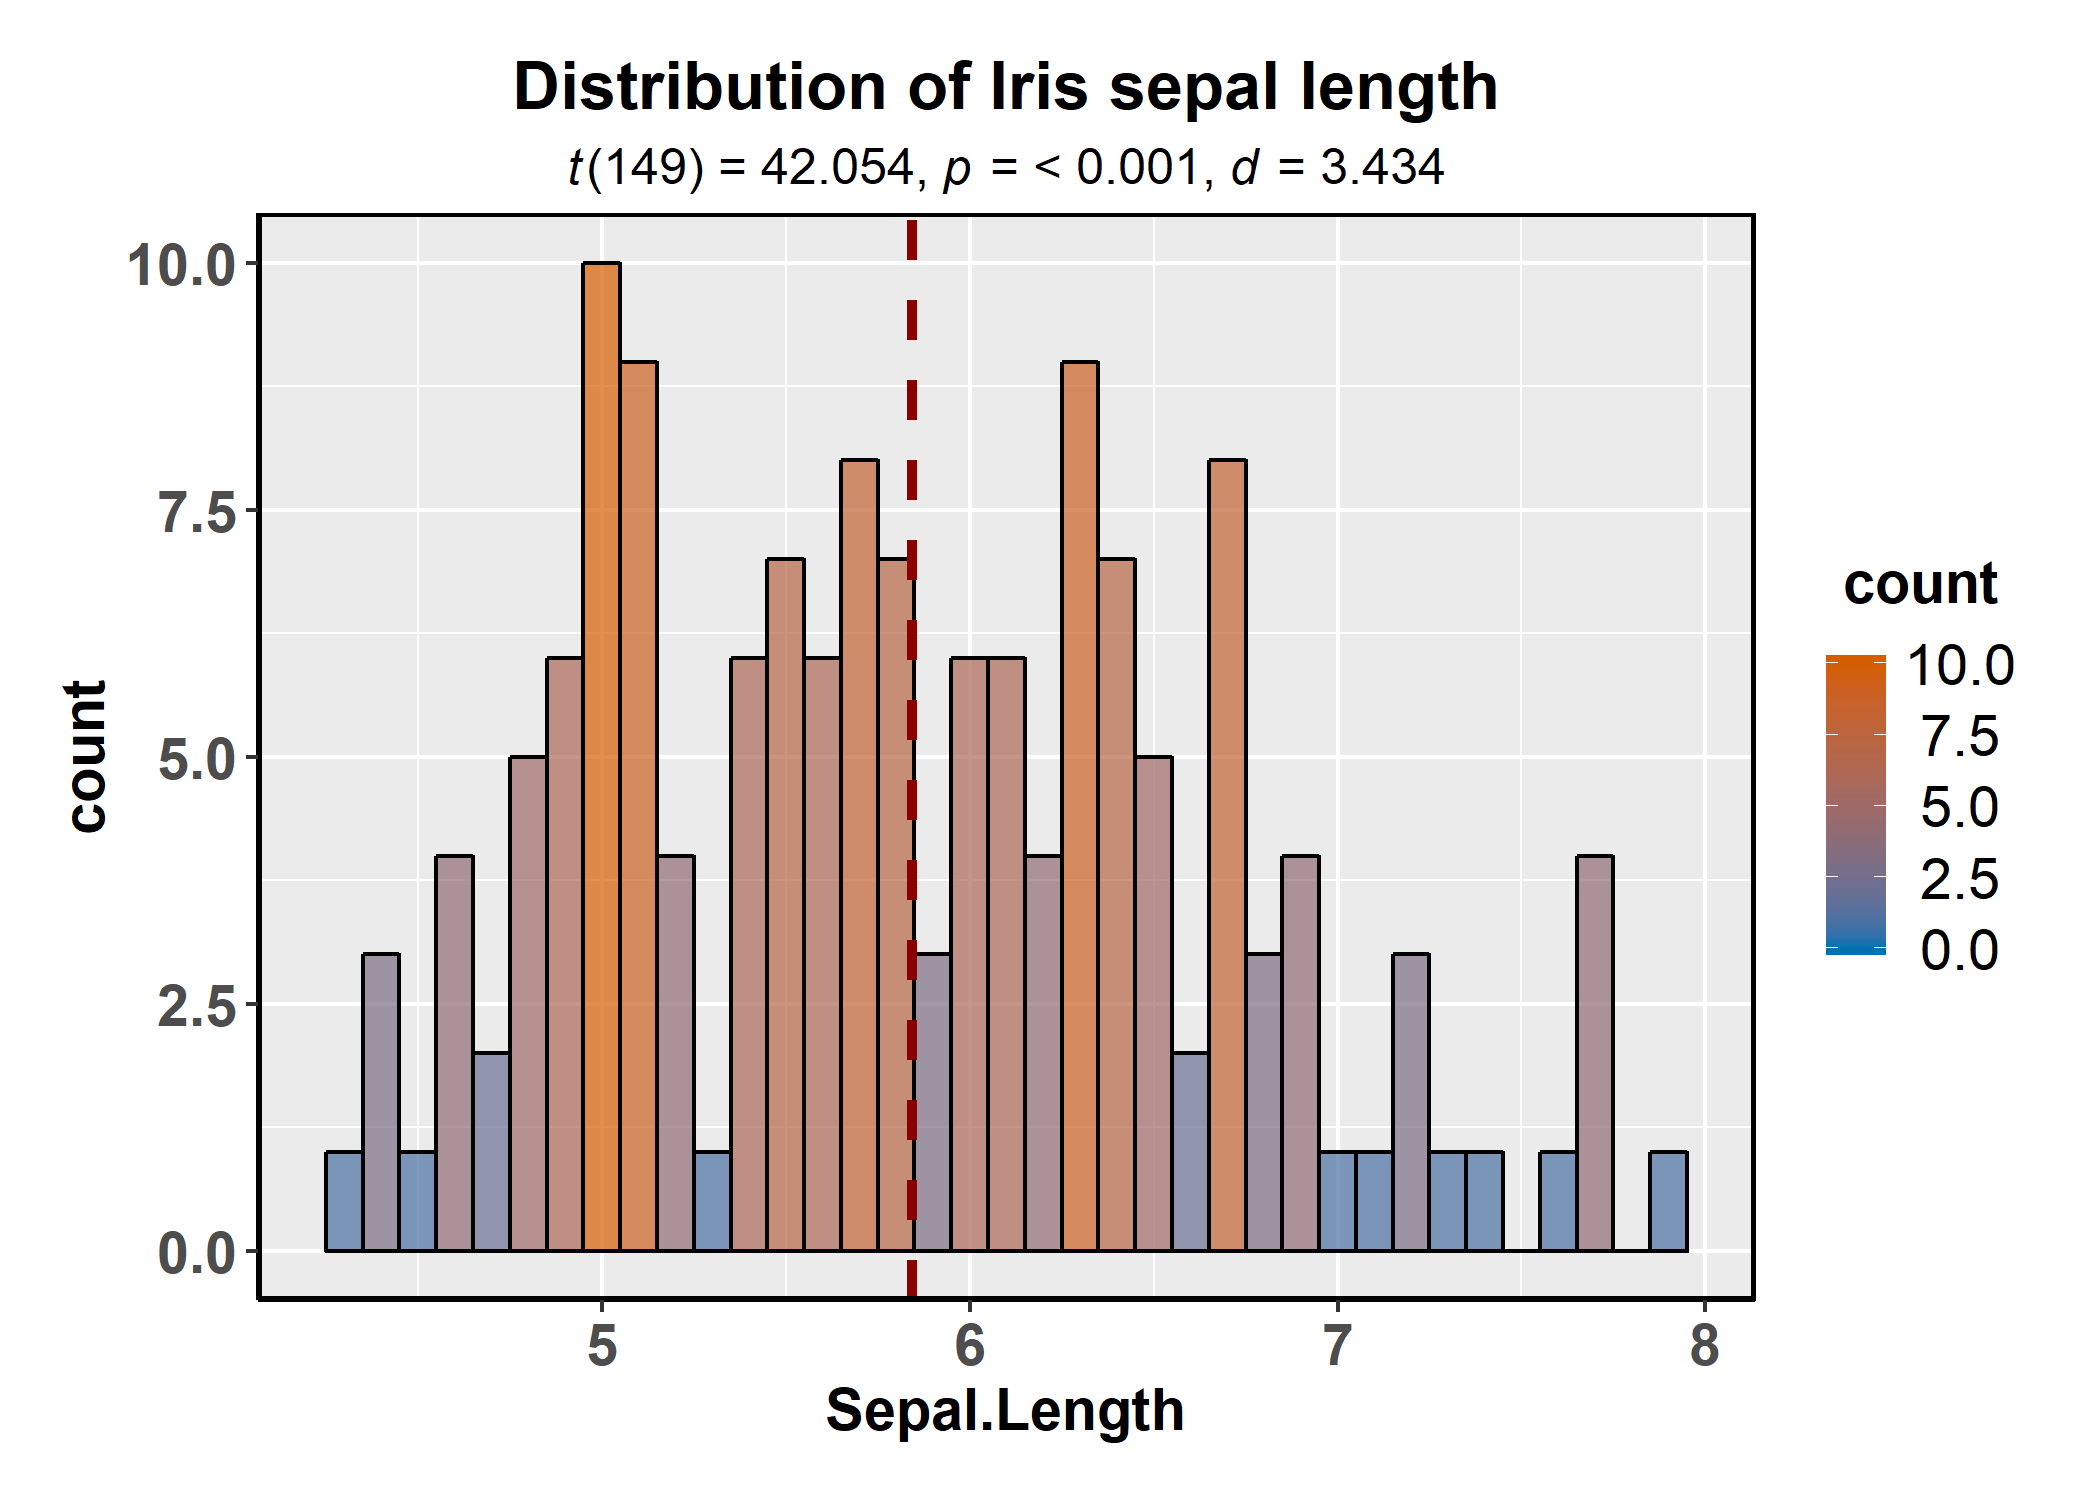 Distribution of Iris sepal length
t(149) = 42.054, p = < 0.001, d = 3.434
count
10.0
7.5
5.0
2.5
0.0
5 6 7 8
Sepal.Length
count
10.0
7.5
5.0
2.5
0.0